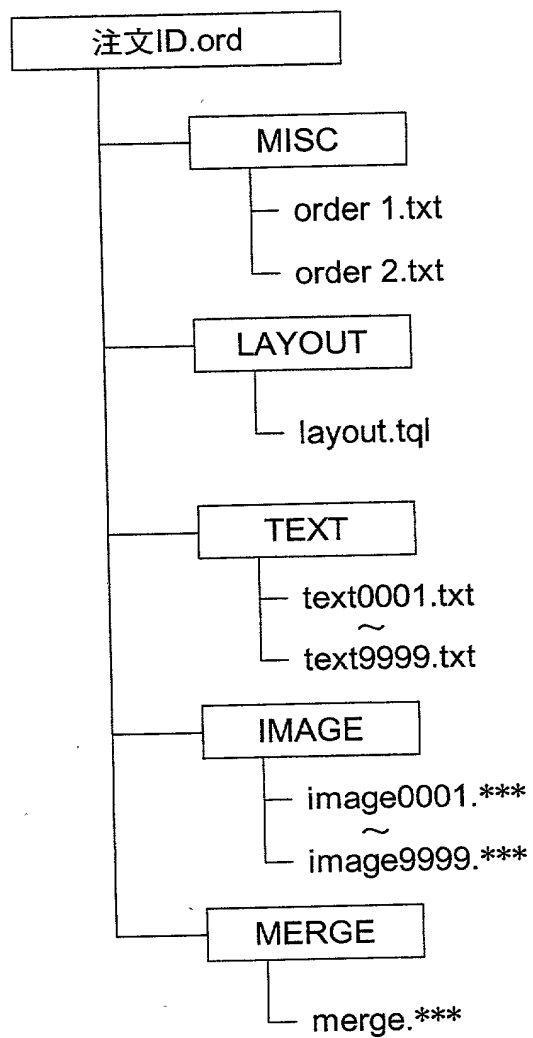 注文ID.ord
MISC
order 1.txt
order 2.txt
LAYOUT
layout.tql
TEXT
text0001.txt
～
text9999.txt
IMAGE
image0001.***
～
image9999.***
MERGE
merge.***